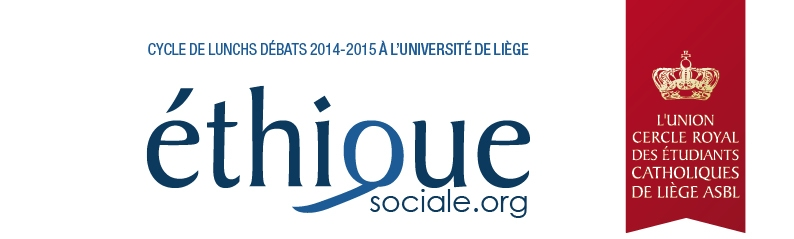 CYCLE DE LUNCHS DÉBATS 2014-2015 À L'UNIVERSITÉ DE LIÈGE
éthique
sociale.org
L'UNION
CERCLE ROYAL
DES ÉTUDIANTS
CATHOLIQUES
DE LIÈGE ASBL